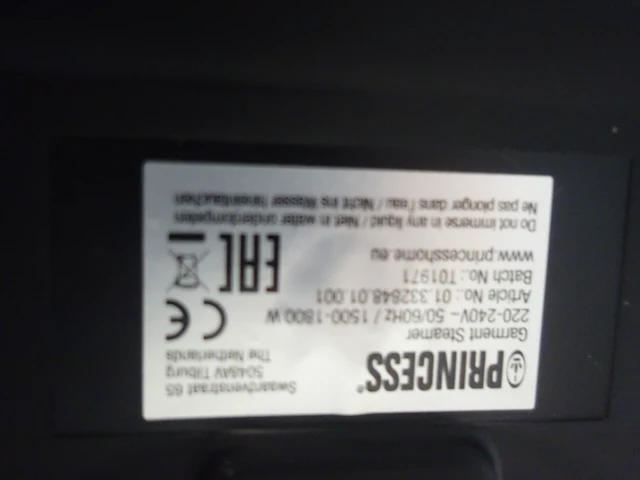 PRINCESS®
Swaardvenstraat 65
5048AV Tilburg
The Netherlands
Garment Steamer
220-240V~ 50/60Hz / 1500-1800 W
Article No.: 01.332848.01.001
Batch No.: T01971
www.princesshome.eu
CE
EAC
Do not immerse in any liquid / Niet in water onderdompelen
Ne pas plonger dans l'eau / Nicht ins Wasser hineintauchen